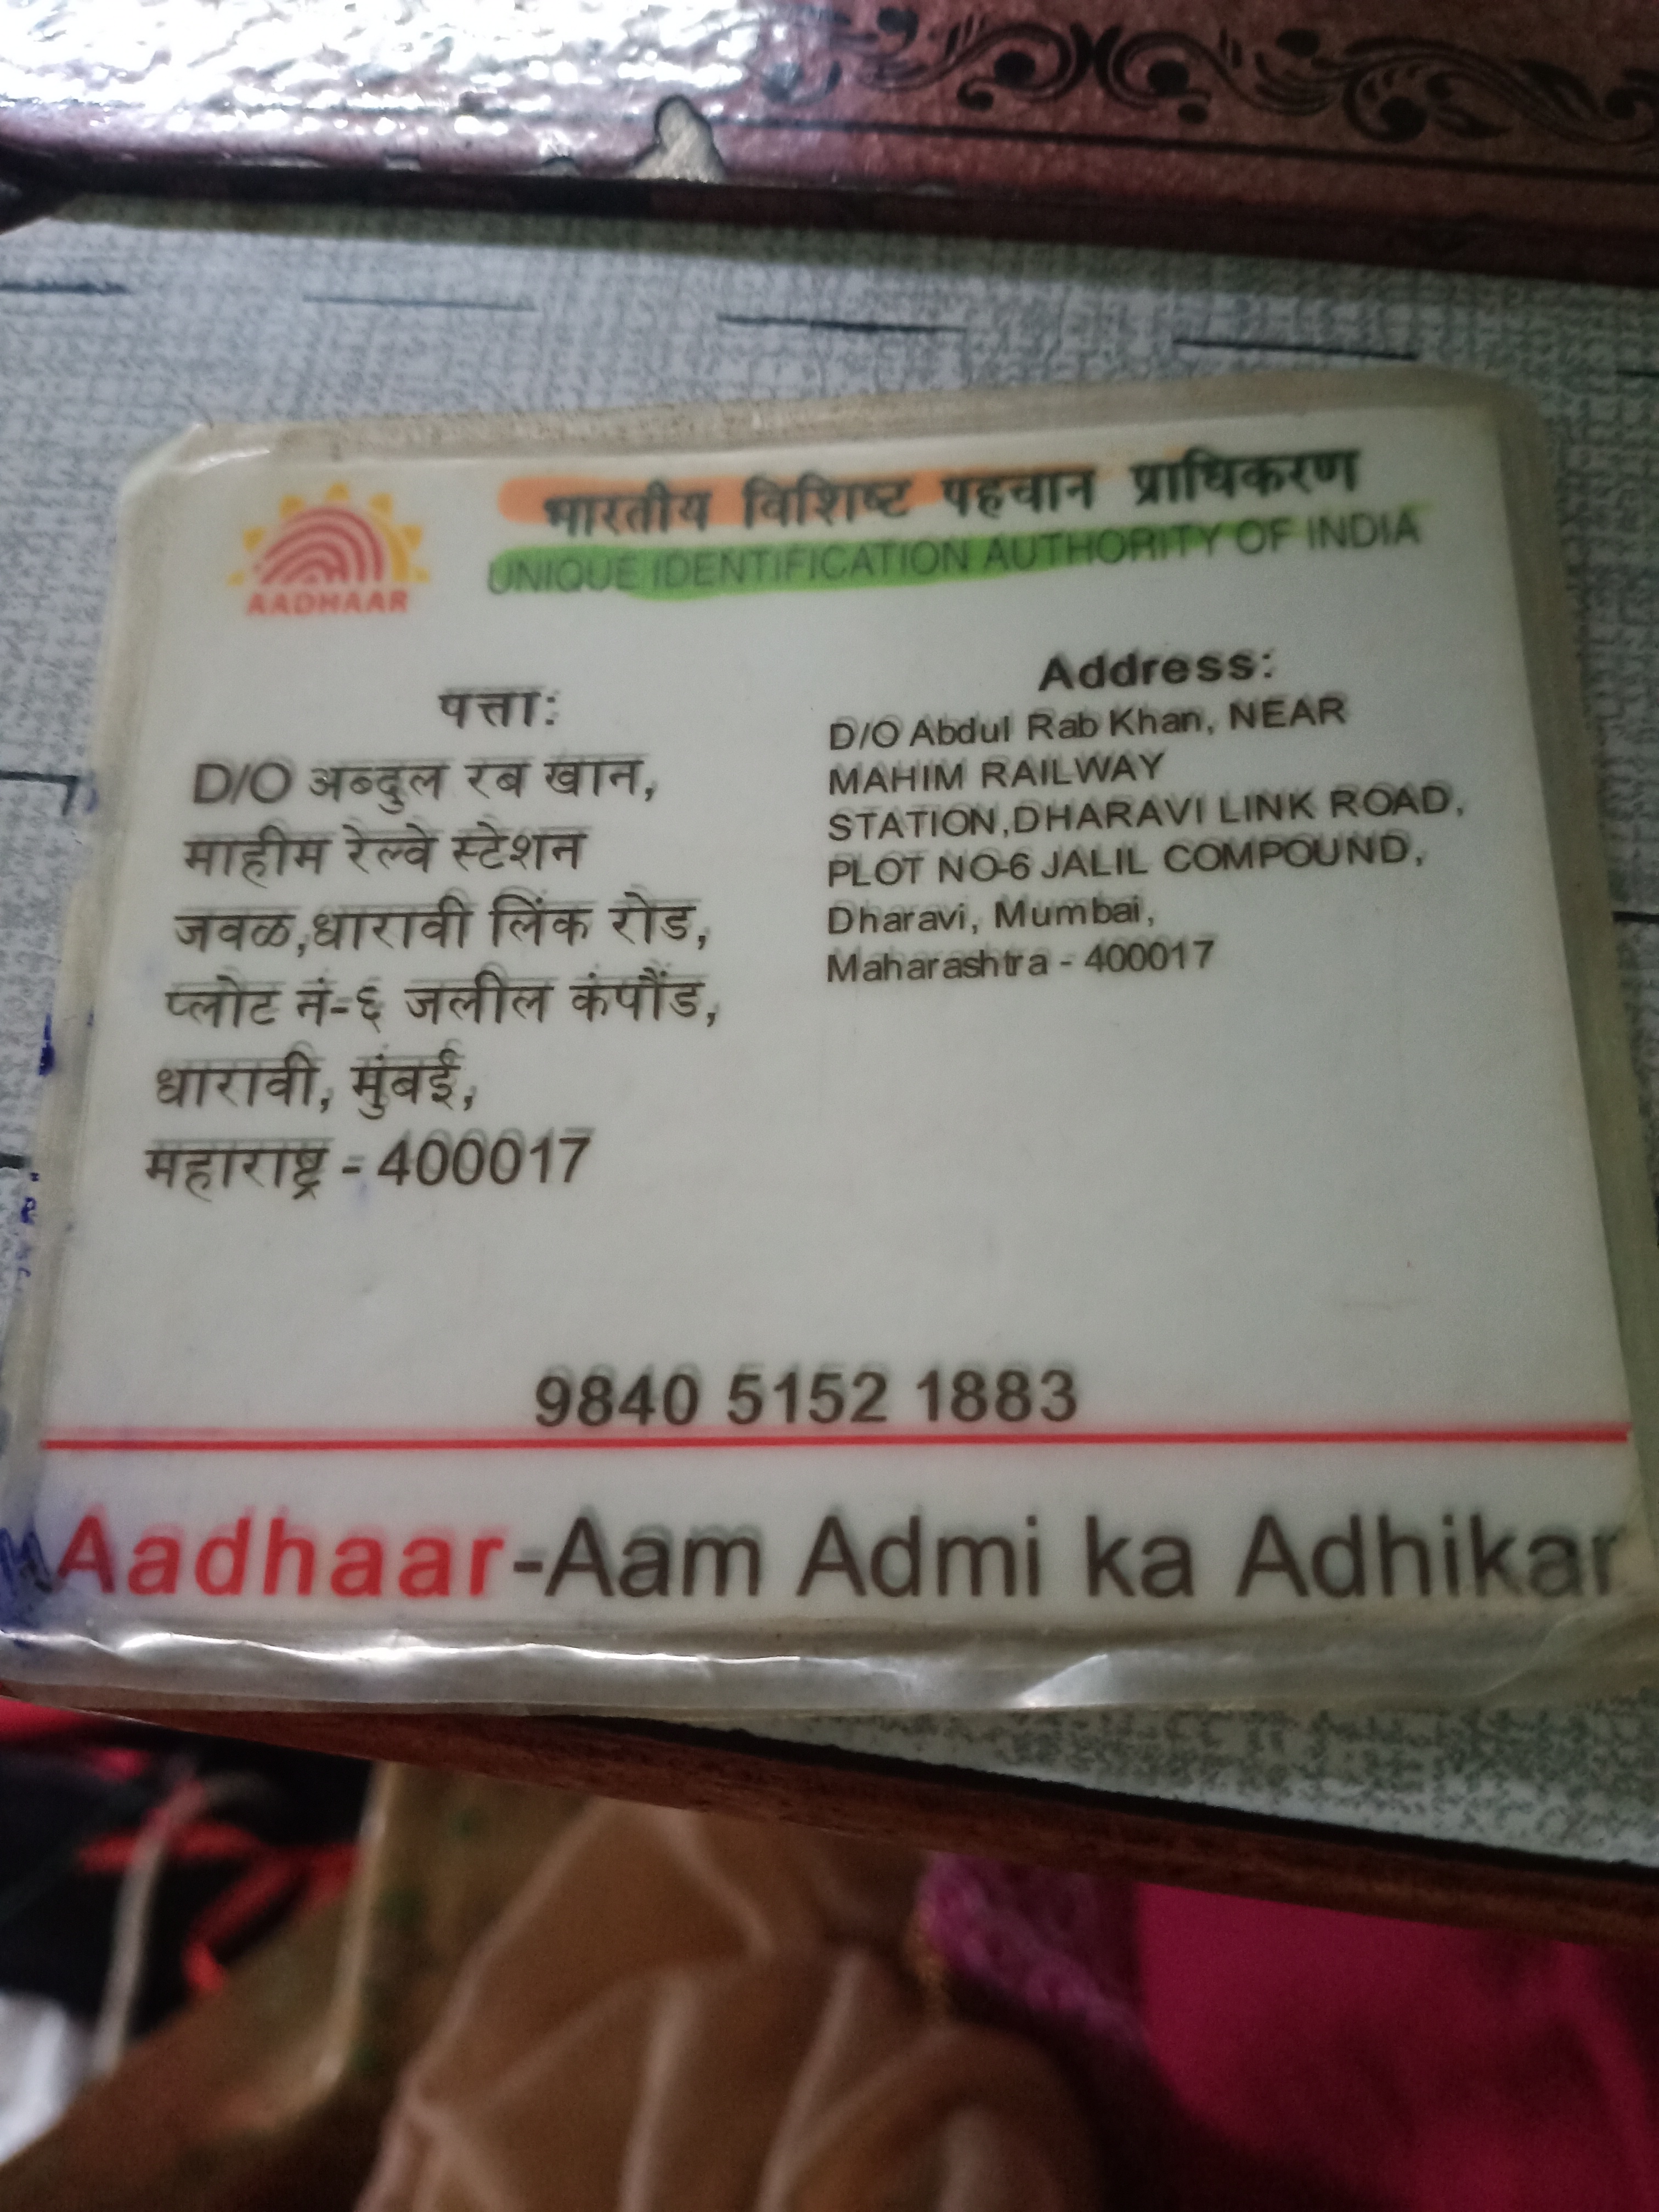 भारतीय विशिष्ट पहचान प्राधिकरण
UNIQUE IDENTIFICATION AUTHORITY OF INDIA
AADHAAR
पत्ता:
D/O अब्दुल रब खान,
माहीम रेल्वे स्टेशन
जवळ,धारावी लिंक रोड,
प्लोट नं-६ जलील कंपौंड,
धारावी, मुंबई,
महाराष्ट्र - 400017
Address:
D/O Abdul Rab Khan, NEAR
MAHIM RAILWAY
STATION,DHARAVI LINK ROAD,
PLOT NO-6 JALIL COMPOUND,
Dharavi, Mumbai,
Maharashtra - 400017
9840 5152 1883
Aadhaar-Aam Admi ka Adhikar